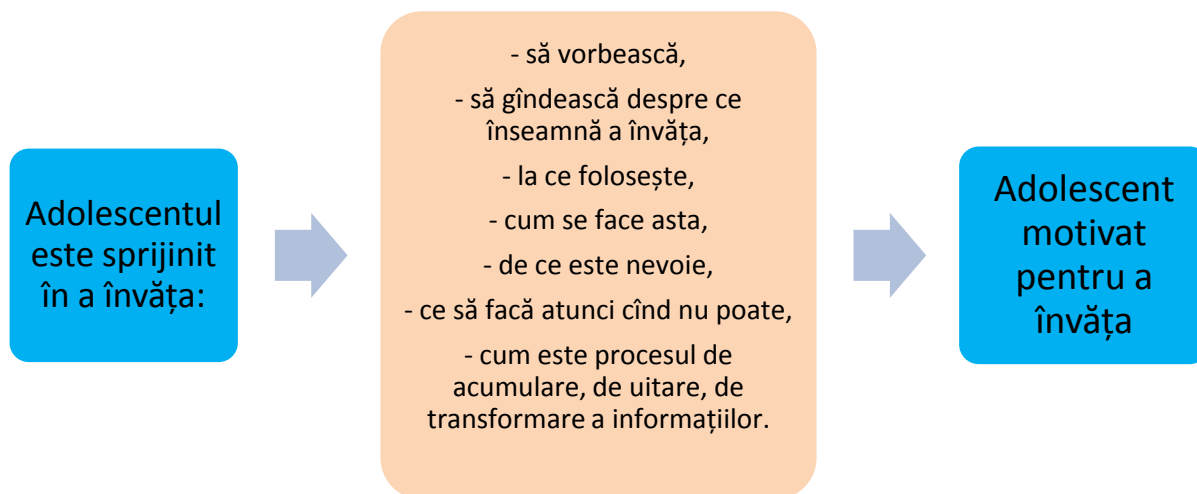 Adolescentul
este sprijinit
în a învăța:
- să vorbească,
- să gîndească despre ce
înseamnă a învăța,
- la ce folosește,
- cum se face asta,
- de ce este nevoie,
- ce să facă atunci cînd nu poate,
- cum este procesul de
acumulare, de uitare, de
transformare a informațiilor.
Adolescent
motivat
pentru a
învăța